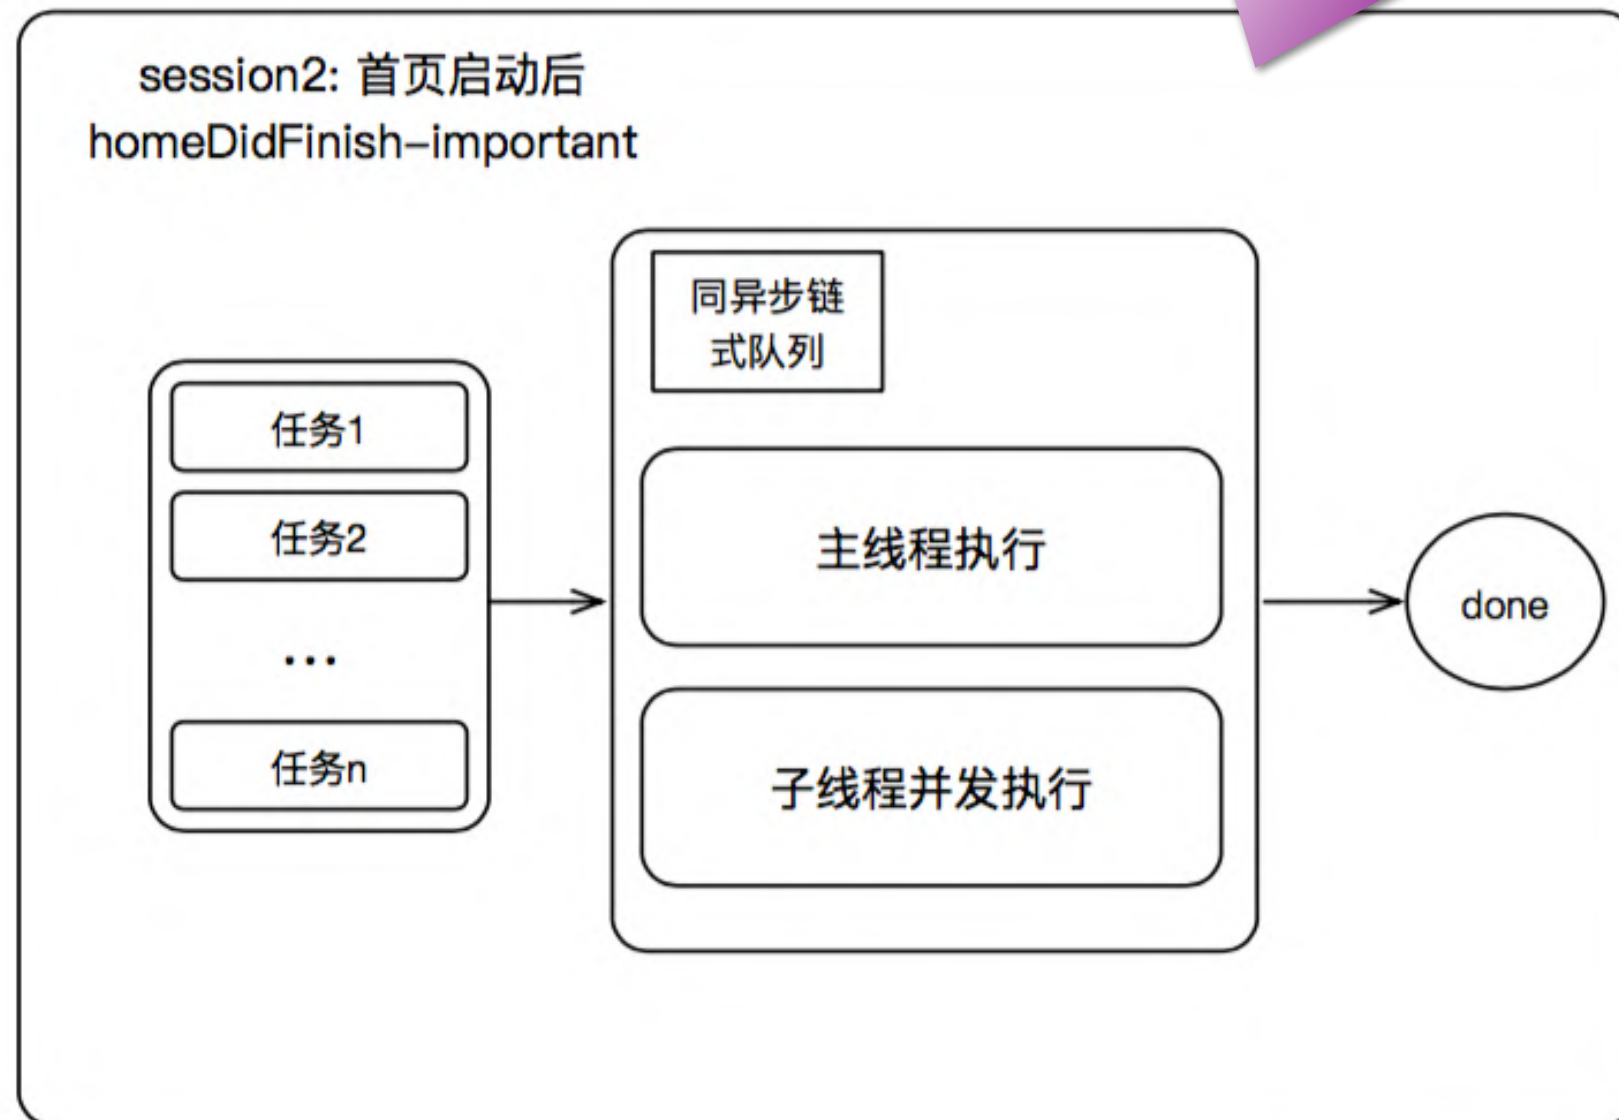 session2: 首页启动后
homeDidFinish-important
同异步链
式队列
任务1
任务2
...
任务n
主线程执行
子线程并发执行
done